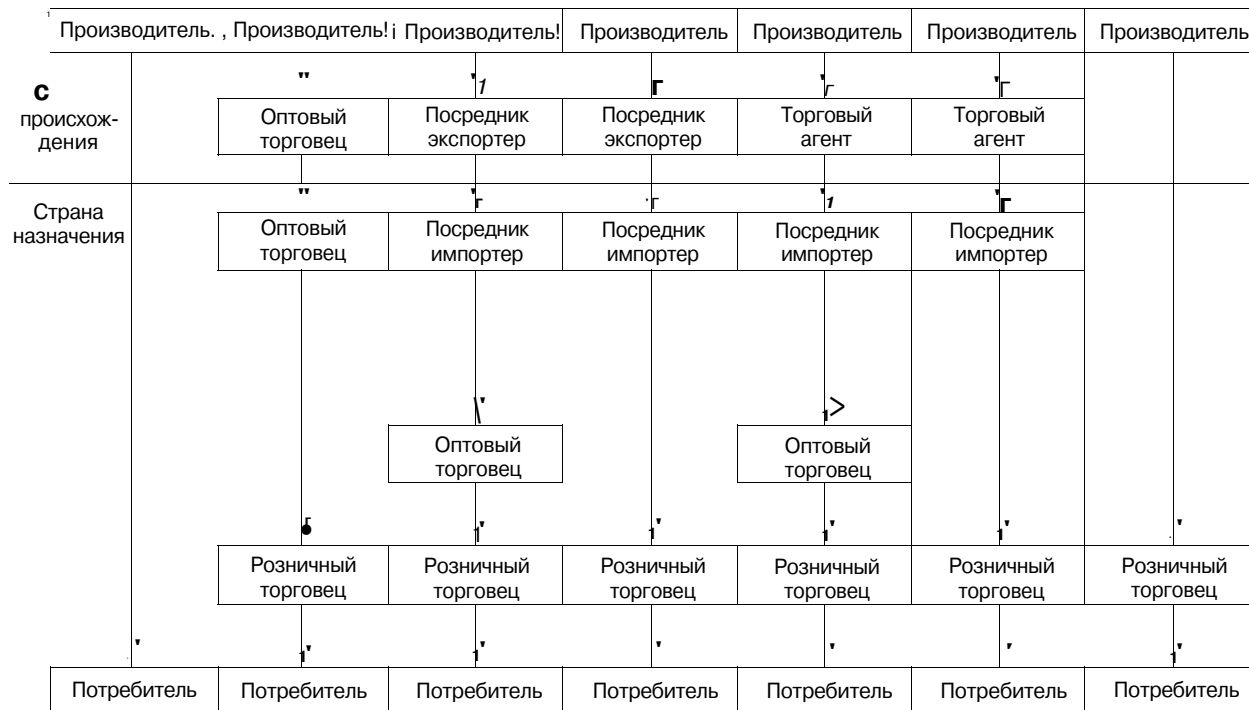 Производитель. , Производитель! i Производитель! Производитель Производитель Производитель Производитель
с
происхож-
дения
Оптовый Посредник Посредник Торговый Торговый
торговец экспортер экспортер агент агент
Страна
назначения
Оптовый Посредник Посредник Посредник Посредник
торговец импортер импортер импортер импортер
Оптовый Оптовый
торговец торговец
Розничный Розничный Розничный Розничный Розничный Розничный
торговец торговец торговец торговец торговец торговец
Потребитель Потребитель Потребитель Потребитель Потребитель Потребитель Потребитель